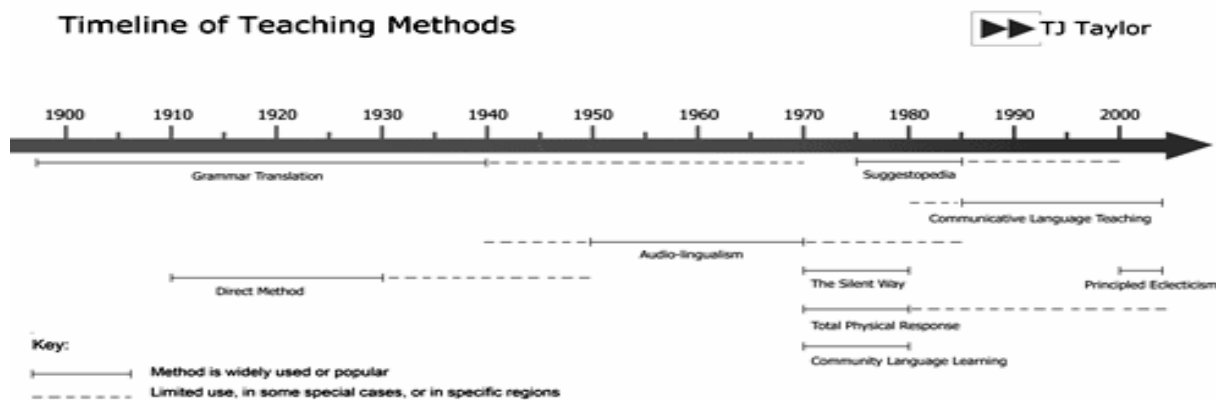 Timeline of Teaching Methods
TJ Taylor
1900 1910 1920 1930 1940 1950 1960 1970 1980 1990 2000
Grammar Translation
Suggestopedia
Communicative Language Teaching
Audio-lingualism
Direct Method
The Silent Way
Principled Eclecticism
Total Physical Response
Community Language Learning
Key:
Method is widely used or popular
Limited use, in some special cases, or in specific regions